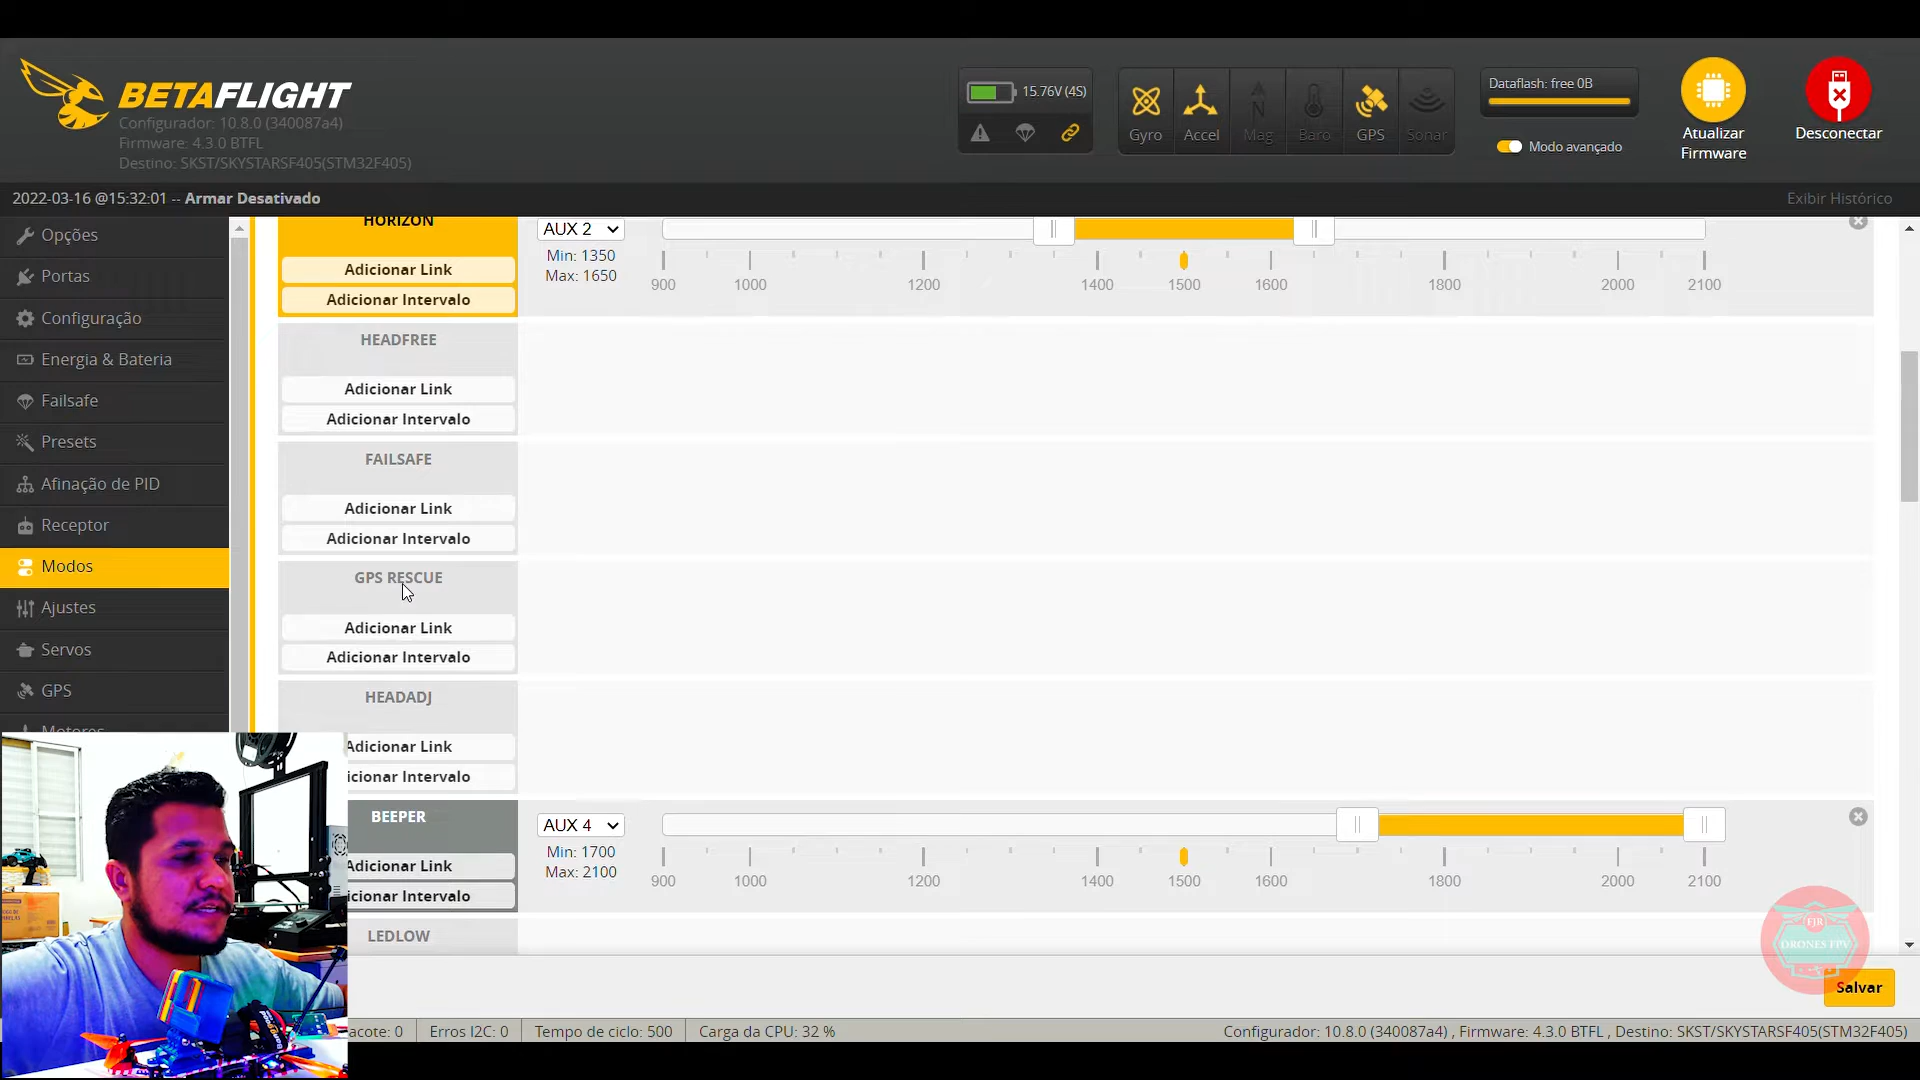 BETAFLIGHT
Configurador: 10.8.0 (340087a4)
Firmware: 4.3.0 BTFL
Destino: SKST/SKYSTARSF405(STM32F405)
15.76V (4S)
Gyro
Accel
Mag
Baro
GPS
Sonar
Dataflash: free 0B
Modo avançado
Atualizar
Firmware
Desconectar
2022-03-16 @15:32:01 -- Armar Desativado
Exibir Histórico
Opções
Portas
Configuração
Energia & Bateria
Failsafe
Presets
Afinação de PID
Receptor
Modos
Ajustes
Servos
GPS
Motores
HORIZON
Adicionar Link
Adicionar Intervalo
AUX 2
Min: 1350
Max: 1650
900 1000 1200 1400 1500 1600 1800 2000 2100
HEADFREE
Adicionar Link
Adicionar Intervalo
FAILSAFE
Adicionar Link
Adicionar Intervalo
GPS RESCUE
Adicionar Link
Adicionar Intervalo
HEADADJ
Adicionar Link
icionar Intervalo
BEEPER
Adicionar Link
icionar Intervalo
AUX 4
Min: 1700
Max: 2100
900 1000 1200 1400 1500 1600 1800 2000 2100
LEDLOW
FJR
DRONES FPV
Salvar
acote: 0
Erros I2C: 0
Tempo de ciclo: 500
Carga da CPU: 32 %
Configurador: 10.8.0 (340087a4) , Firmware: 4.3.0 BTFL , Destino: SKST/SKYSTARSF405(STM32F405)